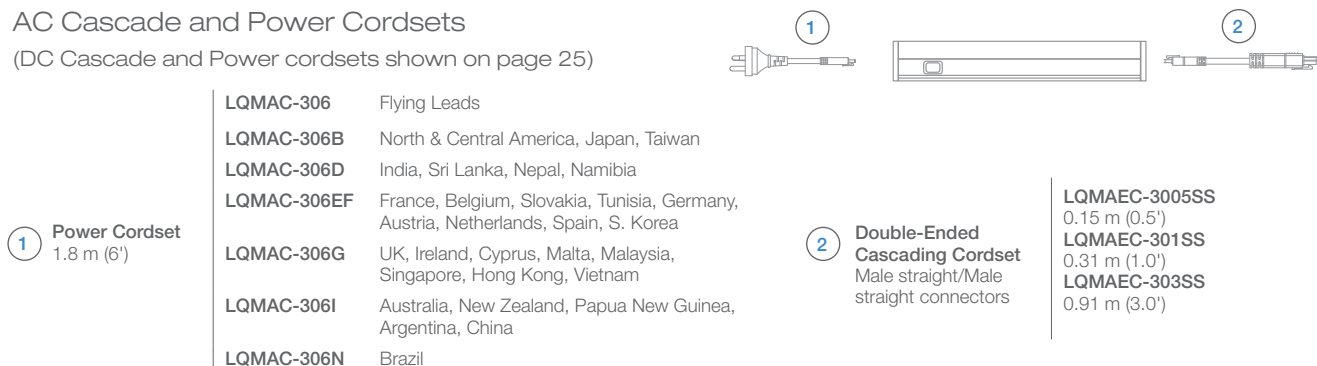 AC Cascade and Power Cordsets
(DC Cascade and Power cordsets shown on page 25)
1
2
1
Power Cordset
1.8 m (6')
LQMAC-306 Flying Leads
LQMAC-306B North & Central America, Japan, Taiwan
LQMAC-306D India, Sri Lanka, Nepal, Namibia
LQMAC-306EF France, Belgium, Slovakia, Tunisia, Germany,
Austria, Netherlands, Spain, S. Korea
LQMAC-306G UK, Ireland, Cyprus, Malta, Malaysia,
Singapore, Hong Kong, Vietnam
LQMAC-306I Australia, New Zealand, Papua New Guinea,
Argentina, China
LQMAC-306N Brazil
2
Double-Ended
Cascading Cordset
Male straight/Male
straight connectors
LQMAEC-3005SS
0.15 m (0.5')
LQMAEC-301SS
0.31 m (1.0')
LQMAEC-303SS
0.91 m (3.0')